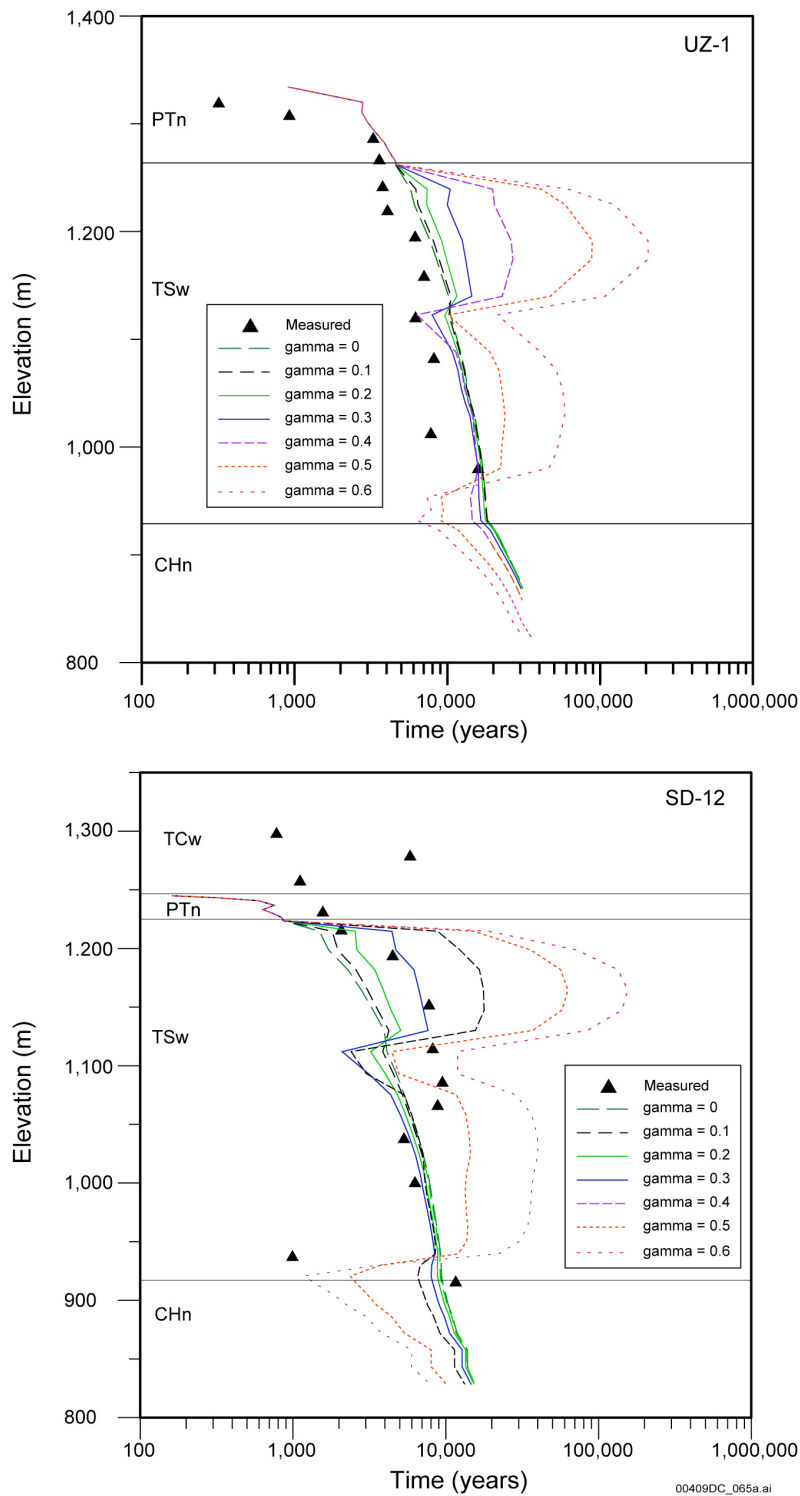 1,400
UZ-1
PTn
1,200
TSw
Elevation (m)
Measured
gamma = 0
gamma = 0.1
gamma = 0.2
gamma = 0.3
gamma = 0.4
gamma = 0.5
gamma = 0.6
1,000
CHn
800
100 1,000 10,000 100,000 1,000,000
Time (years)
SD-12
1,300
TCw
PTn
1,200
TSw
1,100
Elevation (m)
Measured
gamma = 0
gamma = 0.1
gamma = 0.2
gamma = 0.3
gamma = 0.4
gamma = 0.5
gamma = 0.6
1,000
900
CHn
800
100 1,000 10,000 100,000 1,000,000
Time (years)
00409DC_065a.ai